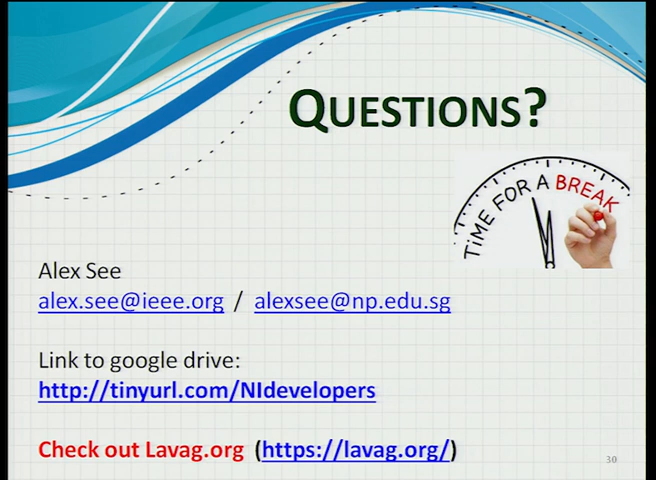 QUESTIONS?
TiME FOR A BREAK
Alex See
alex.see@ieee.org / alexsee@np.edu.sg
Link to google drive:
http://tinyurl.com/NIdevelopers
Check out Lavag.org (https://lavag.org/)
30